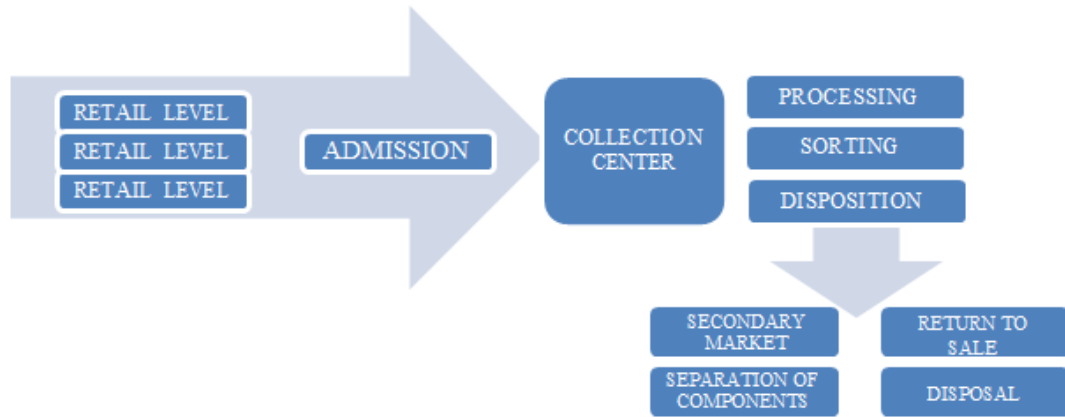 RETAIL LEVEL
RETAIL LEVEL
RETAIL LEVEL
ADMISSION
COLLECTION
CENTER
PROCESSING
SORTING
DISPOSITION
SECONDARY
MARKET
RETURN TO
SALE
SEPARATION OF
COMPONENTS
DISPOSAL